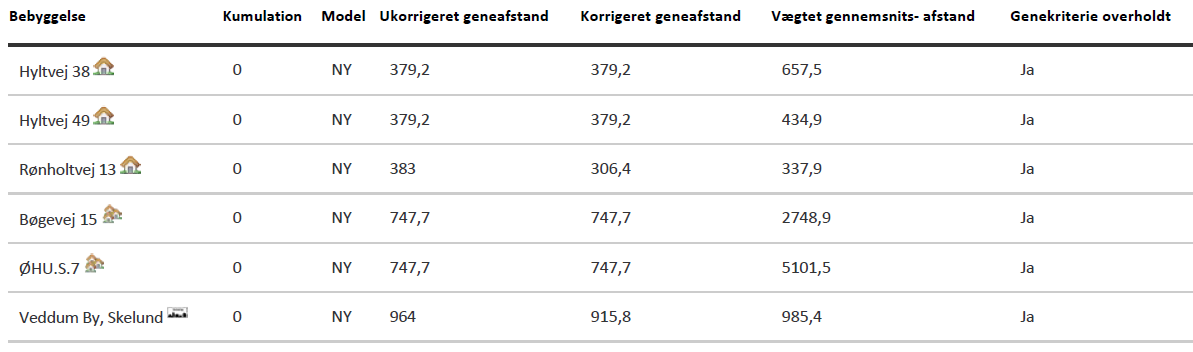 Bebyggelse Kumulation Model Ukorrigeret geneafstand Korrigeret geneafstand Vægtet gennemsnits- afstand Genekriterie overholdt
Hyltvej 38 0 NY 379,2 379,2 657,5 Ja
Hyltvej 49 0 NY 379,2 379,2 434,9 Ja
Rønholtvej 13 0 NY 383 306,4 337,9 Ja
Bøgevej 15 0 NY 747,7 747,7 2748,9 Ja
ØHU.S.7 0 NY 747,7 747,7 5101,5 Ja
Veddum By, Skelund 0 NY 964 915,8 985,4 Ja